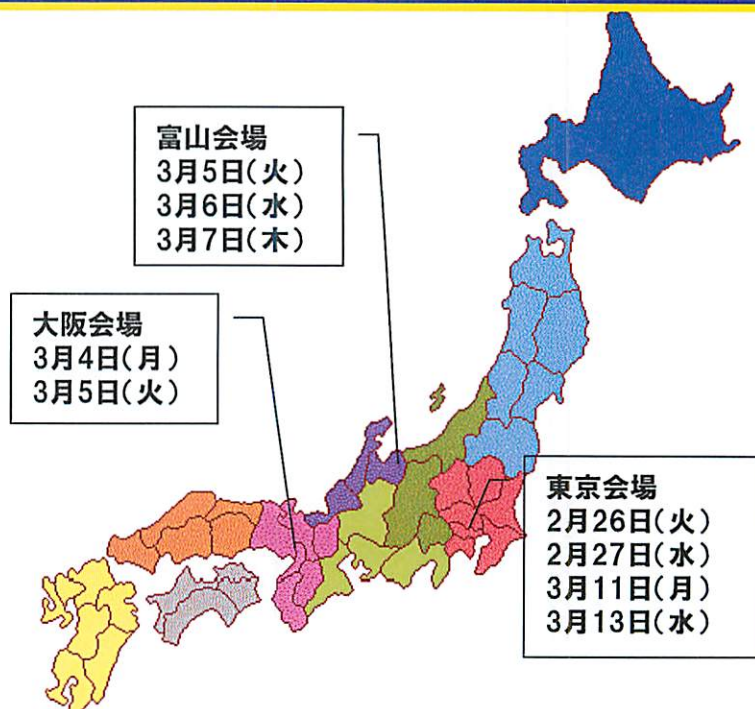 富山会場
3月5日(火)
3月6日(水)
3月7日(木)
大阪会場
3月4日(月)
3月5日(火)
東京会場
2月26日(火)
2月27日(水)
3月11日(月)
3月13日(水)